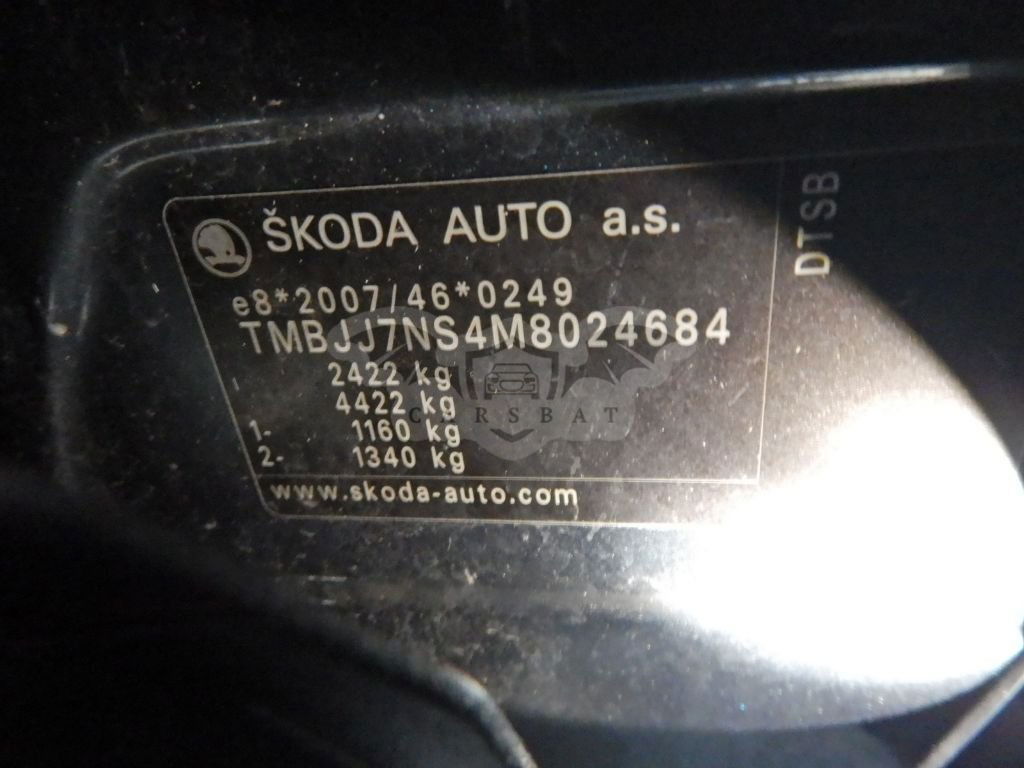 ŠKODA AUTO a.s.
e8*2007/46*0249
TMBJJ7NS4M8024684
2422 kg
4422 kg
1- 1160 kg
2- 1340 kg
www.skoda-auto.com
DTSB
CARSBAT